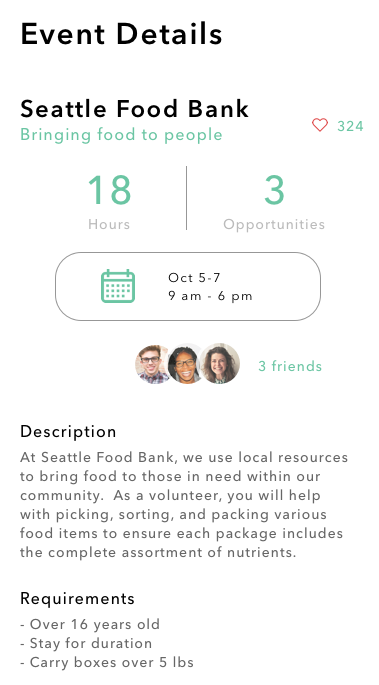 Event Details
Seattle Food Bank
Bringing food to people
324
18
Hours
3
Opportunities
Oct 5-7
9 am - 6 pm
3 friends
Description
At Seattle Food Bank, we use local resources
to bring food to those in need within our
community.  As a volunteer, you will help
with picking, sorting, and packing various
food items to ensure each package includes
the complete assortment of nutrients.
Requirements
- Over 16 years old
- Stay for duration
- Carry boxes over 5 lbs